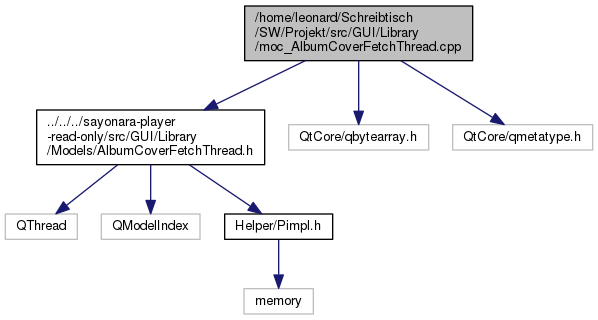 /home/leonard/Schreibtisch
/SW/Projekt/src/GUI/Library
/moc_AlbumCoverFetchThread.cpp
../../../sayonara-player
-read-only/src/GUI/Library
/Models/AlbumCoverFetchThread.h
QtCore/qbytearray.h
QtCore/qmetatype.h
QThread
QModelIndex
Helper/Pimpl.h
memory